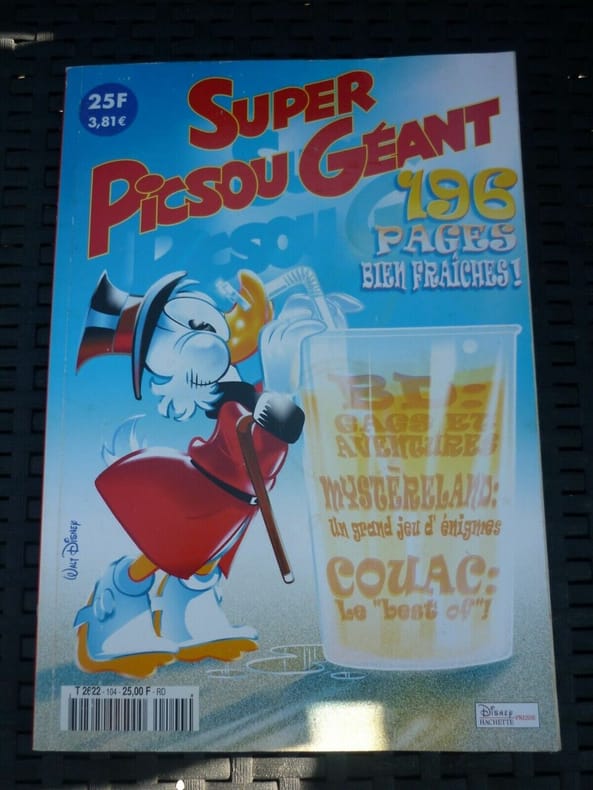 25F
3,81€
SUPER
PICSOU GÉANT
196
PAGES
BIEN FRAÎCHES!
BD:
GAGS ET
AVENTURES
MYSTÈRELAND:
Un grand jeu d'énigmes
COUAC:
Le "best of"!
WALT DISNEY
T 2622 - 104 - 25,00 F - RD
DISNEY
HACHETTE PRESSE